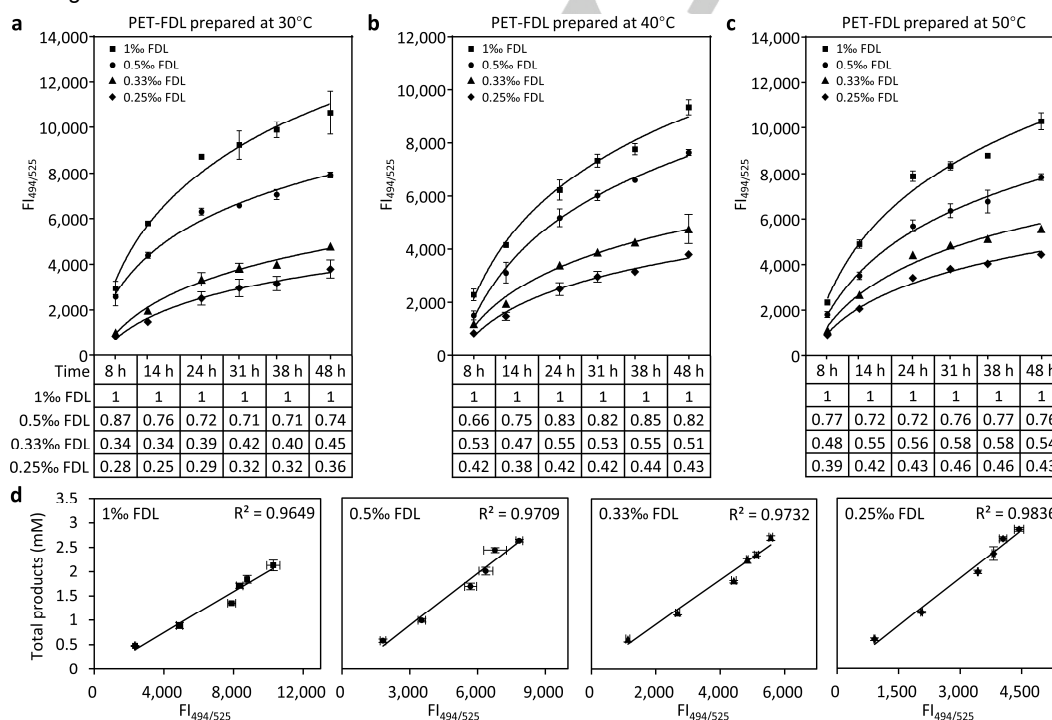 a PET-FDL prepared at 30°C b PET-FDL prepared at 40°C c PET-FDL prepared at 50°C
14,000
12,000
10,000
8,000
6,000
4,000
2,000
0
FI494/525
■ 1‰ FDL
● 0.5‰ FDL
▲ 0.33‰ FDL
◆ 0.25‰ FDL
12,000
10,000
8,000
6,000
4,000
2,000
0
FI494/525
■ 1‰ FDL
● 0.5‰ FDL
▲ 0.33‰ FDL
◆ 0.25‰ FDL
14,000
12,000
10,000
8,000
6,000
4,000
2,000
0
FI494/525
■ 1‰ FDL
● 0.5‰ FDL
▲ 0.33‰ FDL
◆ 0.25‰ FDL
Time 8 h 14 h 24 h 31 h 38 h 48 h 8 h 14 h 24 h 31 h 38 h 48 h 8 h 14 h 24 h 31 h 38 h 48 h
1‰ FDL 1 1 1 1 1 1 1 1 1 1 1 1 1 1 1 1 1 1
0.5‰ FDL 0.87 0.76 0.72 0.71 0.71 0.74 0.66 0.75 0.83 0.82 0.85 0.82 0.77 0.72 0.72 0.76 0.77 0.76
0.33‰ FDL 0.34 0.34 0.39 0.42 0.40 0.45 0.53 0.47 0.55 0.53 0.55 0.51 0.48 0.55 0.56 0.58 0.58 0.54
0.25‰ FDL 0.28 0.25 0.29 0.32 0.32 0.36 0.42 0.38 0.42 0.42 0.44 0.43 0.39 0.42 0.43 0.46 0.46 0.43
d
Total products (mM)
3.5
3
2.5
2
1.5
1
0.5
0
1‰ FDL R² = 0.9649
0 4,000 8,000 12,000
FI494/525
0.5‰ FDL R² = 0.9709
0 3,000 6,000 9,000
FI494/525
0.33‰ FDL R² = 0.9732
0 2,000 4,000 6,000
FI494/525
0.25‰ FDL R² = 0.9836
0 1,500 3,000 4,500
FI494/525